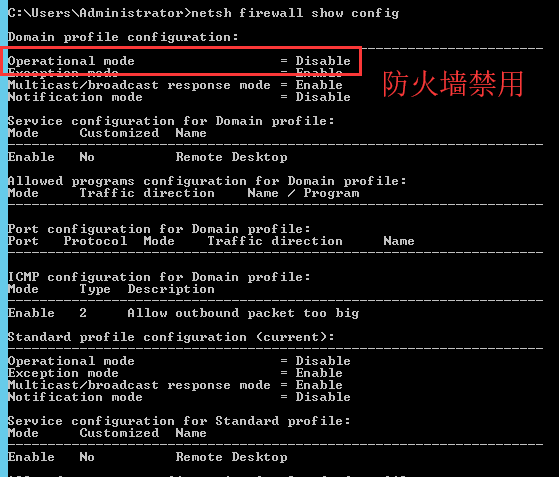 C:\Users\Administrator>netsh firewall show config
Domain profile configuration:
Operational mode = Disable
防火墙禁用
Exception mode = Enable
Multicast/broadcast response mode = Enable
Notification mode = Disable
Service configuration for Domain profile:
Mode Customized Name
Enable No Remote Desktop
Allowed programs configuration for Domain profile:
Mode Traffic direction Name / Program
Port configuration for Domain profile:
Port Protocol Mode Traffic direction Name
ICMP configuration for Domain profile:
Mode Type Description
Enable 2 Allow outbound packet too big
Standard profile configuration (current):
Operational mode = Disable
Exception mode = Enable
Multicast/broadcast response mode = Enable
Notification mode = Disable
Service configuration for Standard profile:
Mode Customized Name
Enable No Remote Desktop